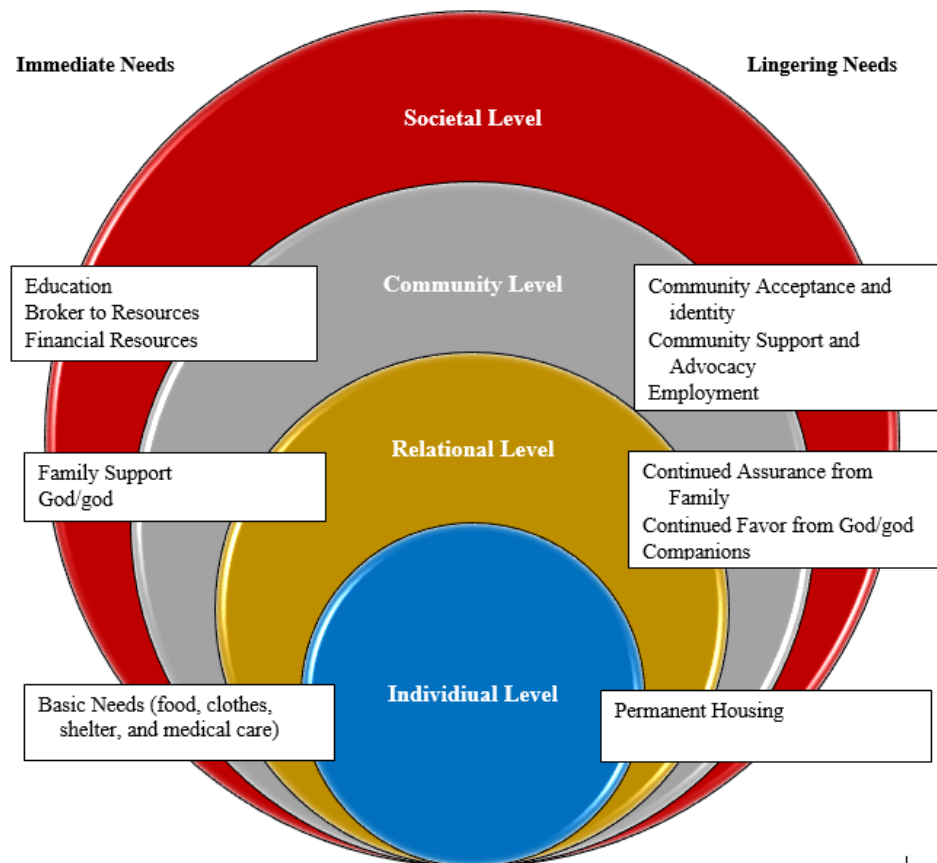 Immediate Needs
Lingering Needs
Societal Level
Community Level
Education
Broker to Resources
Financial Resources
Community Acceptance and
identity
Community Support and
Advocacy
Employment
Relational Level
Family Support
God/god
Continued Assurance from
Family
Continued Favor from God/god
Companions
Individiual Level
Basic Needs (food, clothes,
shelter, and medical care)
Permanent Housing